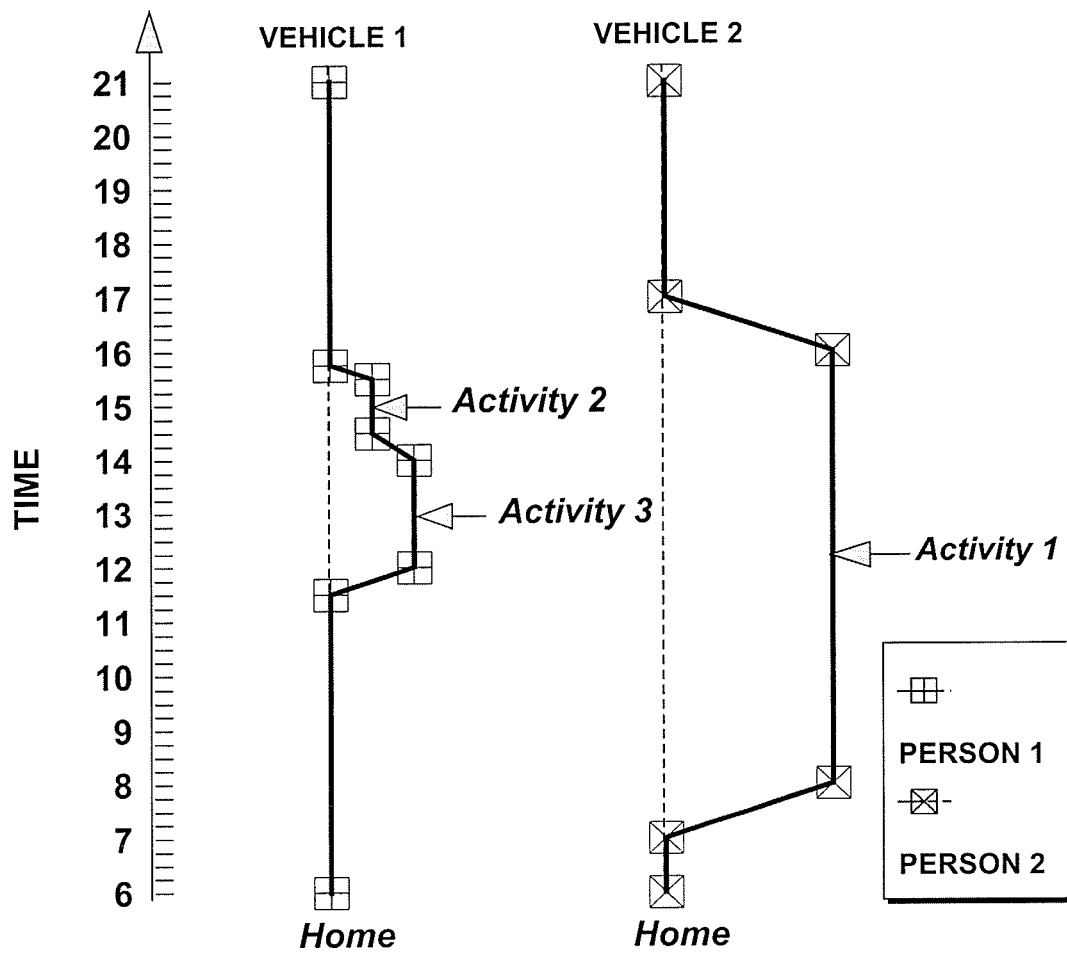 VEHICLE 1
VEHICLE 2
21
20
19
18
17
16
15
14
13
12
11
10
9
8
7
6
TIME
Activity 2
Activity 3
Activity 1
PERSON 1
PERSON 2
Home
Home